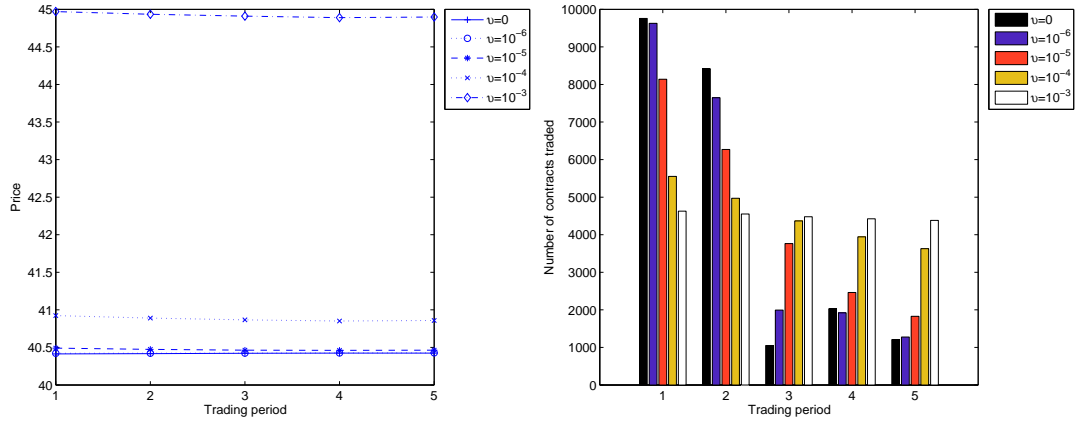 45
44.5
44
43.5
43
42.5
42
41.5
41
40.5
40
1 2 3 4 5
Price
Trading period
υ=0
υ=10⁻⁶
υ=10⁻⁵
υ=10⁻⁴
υ=10⁻³
10000
9000
8000
7000
6000
5000
4000
3000
2000
1000
0
1 2 3 4 5
Number of contracts traded
Trading period
υ=0
υ=10⁻⁶
υ=10⁻⁵
υ=10⁻⁴
υ=10⁻³